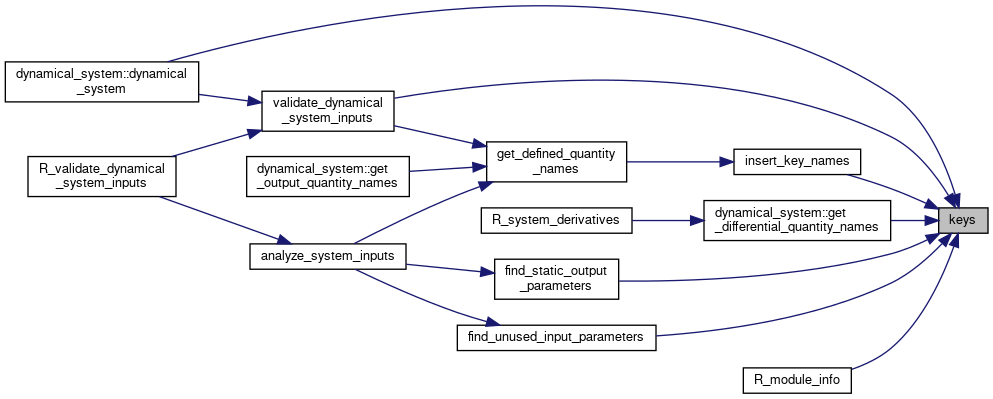 dynamical_system::dynamical
_system
validate_dynamical
_system_inputs
R_validate_dynamical
_system_inputs
dynamical_system::get
_output_quantity_names
get_defined_quantity
_names
insert_key_names
R_system_derivatives
dynamical_system::get
_differential_quantity_names
keys
analyze_system_inputs
find_static_output
_parameters
find_unused_input_parameters
R_module_info